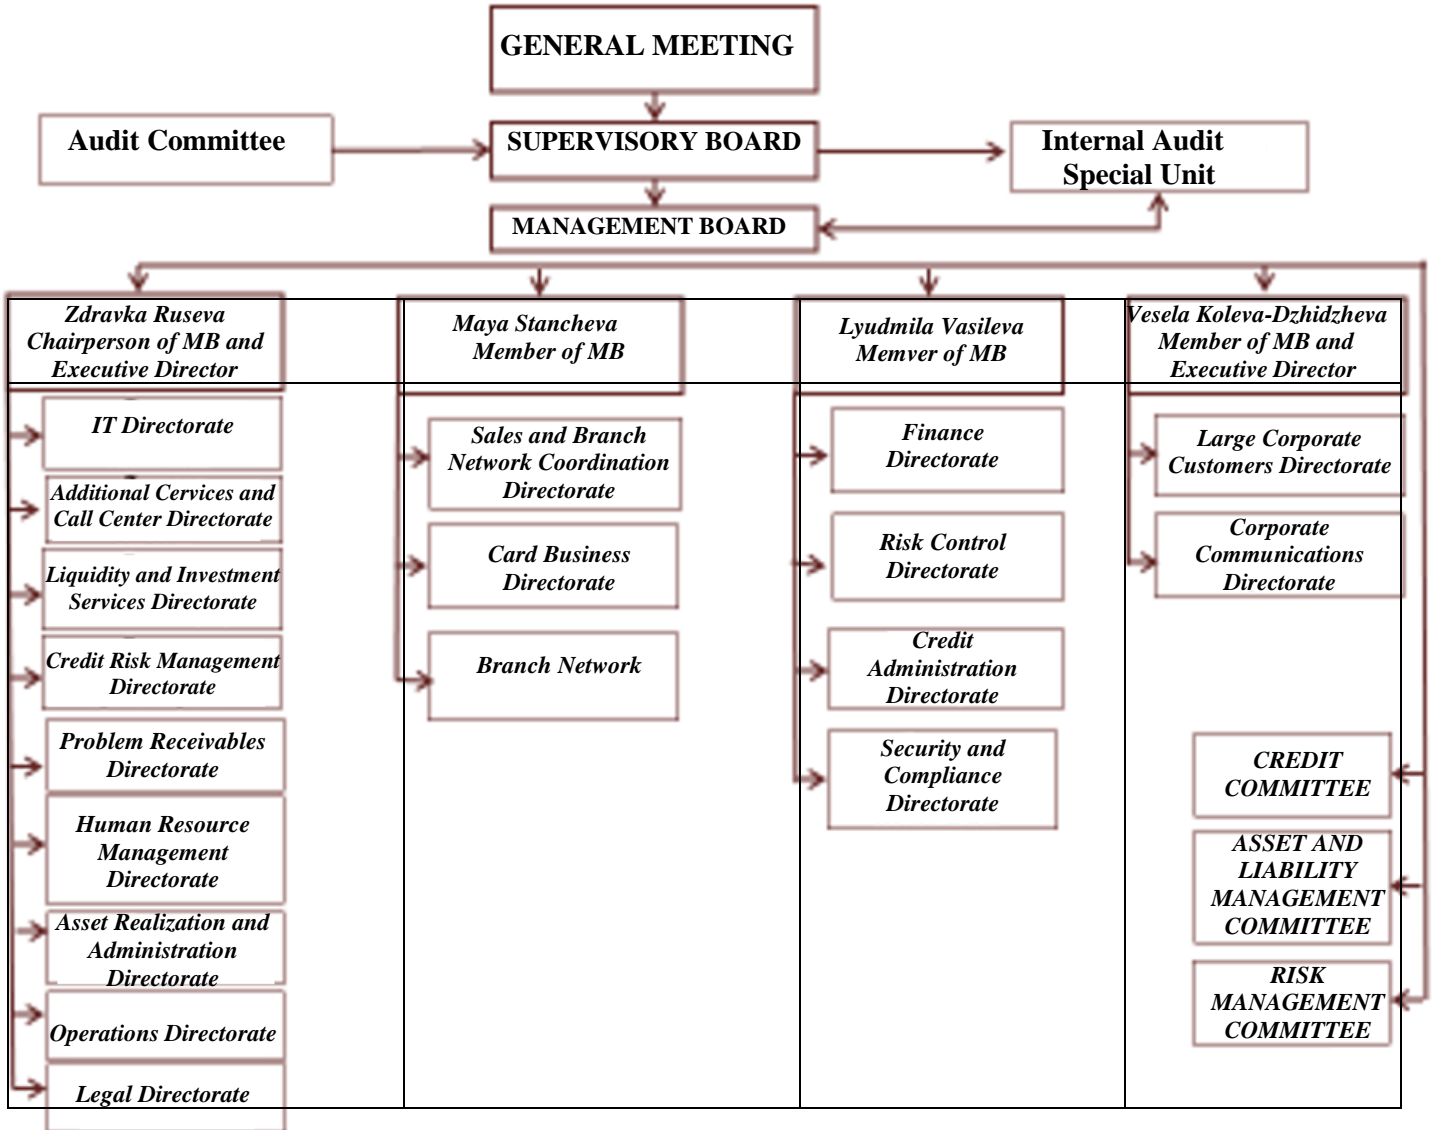 GENERAL MEETING
Audit Committee
SUPERVISORY BOARD
Internal Audit
Special Unit
MANAGEMENT BOARD
Zdravka Ruseva
Chairperson of MB and
Executive Director
IT Directorate
Additional Cervices and
Call Center Directorate
Liquidity and Investment
Services Directorate
Credit Risk Management
Directorate
Problem Receivables
Directorate
Human Resource
Management
Directorate
Asset Realization and
Administration
Directorate
Operations Directorate
Legal Directorate
Maya Stancheva
Member of MB
Sales and Branch
Network Coordination
Directorate
Card Business
Directorate
Branch Network
Lyudmila Vasileva
Memver of MB
Finance
Directorate
Risk Control
Directorate
Credit
Administration
Directorate
Security and
Compliance
Directorate
Vesela Koleva-Dzhidzheva
Member of MB and
Executive Director
Large Corporate
Customers Directorate
Corporate
Communications
Directorate
CREDIT
COMMITTEE
ASSET AND
LIABILITY
MANAGEMENT
COMMITTEE
RISK
MANAGEMENT
COMMITTEE